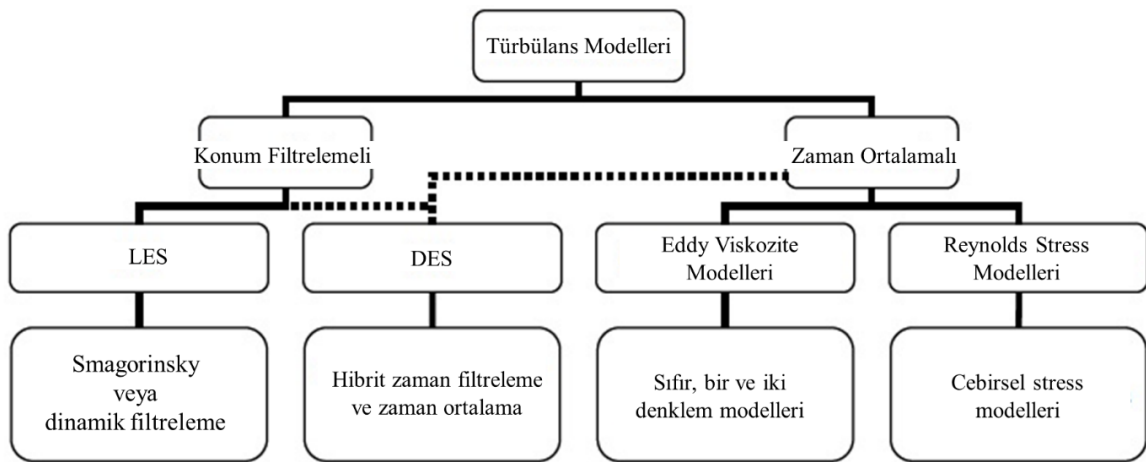 Türbülans Modelleri
Konum Filtrelemeli
Zaman Ortalamalı
LES
DES
Eddy Viskozite
Modelleri
Reynolds Stress
Modelleri
Smagorinsky
veya
dinamik filtreleme
Hibrit zaman filtreleme
ve zaman ortalama
Sıfır, bir ve iki
denklem modelleri
Cebirsel stress
modelleri